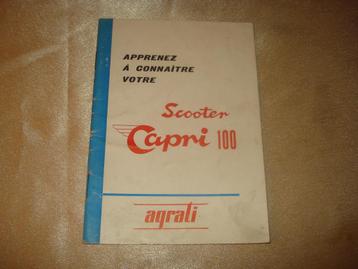 APPRENEZ
À CONNAÎTRE
VOTRE
Scooter
Capri 100
agrati